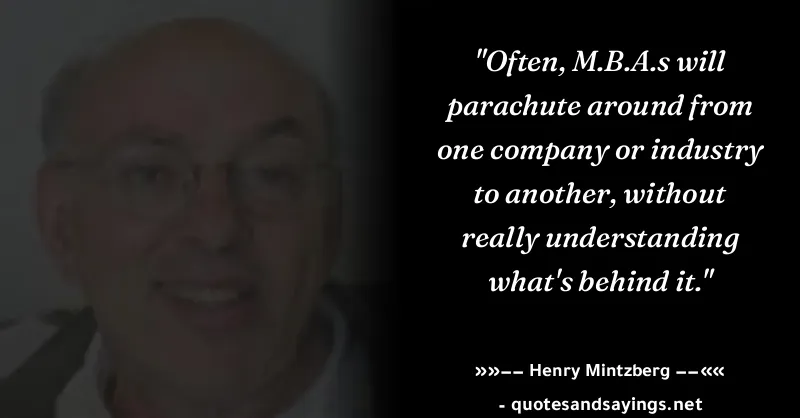 "Often, M.B.A.s will
parachute around from
one company or industry
to another, without
really understanding
what's behind it."
»»–– Henry Mintzberg ––««
- quotesandsayings.net